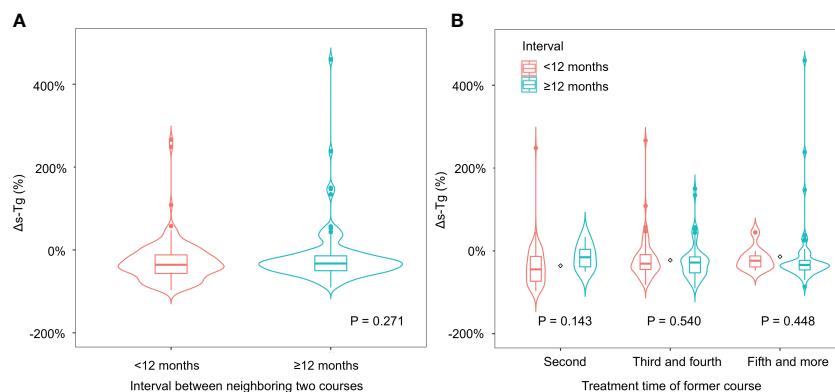 A
Δs-Tg (%)
400%
200%
-0%
-200%
P = 0.271
<12 months
≥12 months
Interval between neighboring two courses
B
Δs-Tg (%)
400%
200%
-0%
-200%
Interval
<12 months
≥12 months
P = 0.143
P = 0.540
P = 0.448
Second
Third and fourth
Fifth and more
Treatment time of former course